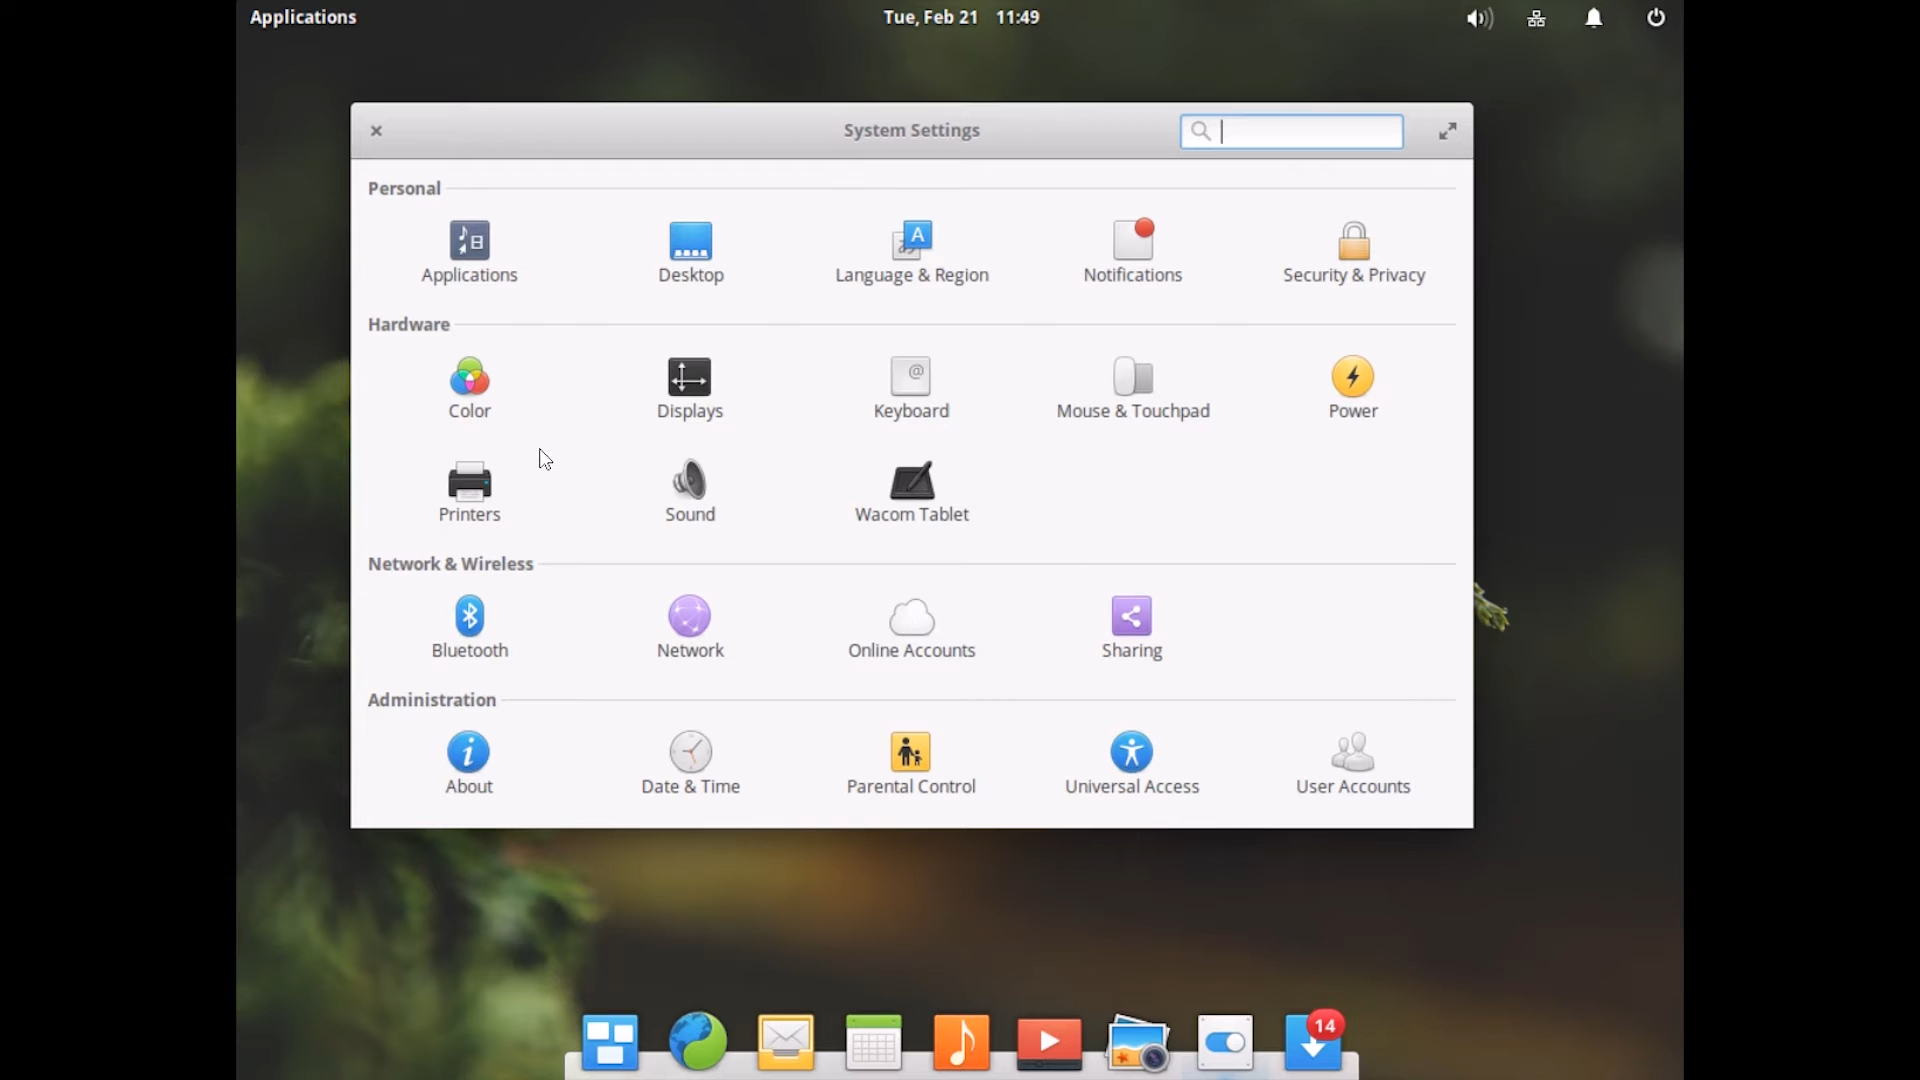 Applications Tue, Feb 21 11:49
System Settings
Personal
Applications Desktop Language & Region Notifications Security & Privacy
Hardware
Color Displays Keyboard Mouse & Touchpad Power
Printers Sound Wacom Tablet
Network & Wireless
Bluetooth Network Online Accounts Sharing
Administration
About Date & Time Parental Control Universal Access User Accounts
14